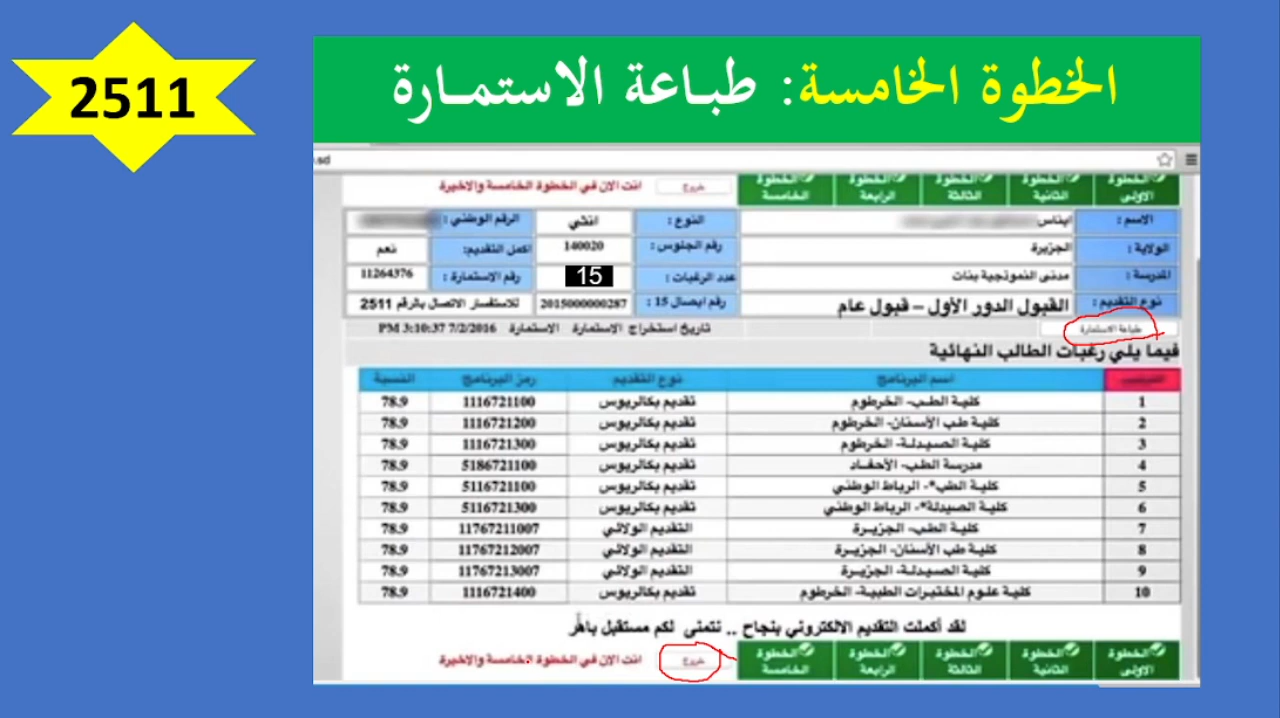 2511
الخطوة الخامسة: طباعة الاستمارة
.sd
الخطوة الاولى الخطوة الثانية الخطوة الثالثة الخطوة الرابعة الخطوة الخامسة خروج انت الان في الخطوة الخامسة والاخيرة
الاسم : ايناس النوع : انثي الرقم الوطني :
الولاية : الجزيرة رقم الجلوس : 140020 اكمل التقديم: نعم
المدرسة : مدنى النموذجية بنات عدد الرغبات : 15 رقم الإستمارة : 11264376
نوع التقديم : القبول الدور الأول – قبول عام رقم ايصال 15 : 2015000000287 للاستفسار الاتصال بالرقم 2511
طباعة الاستمارة تاريخ استخراج الإستمارة الإستمارة 7/2/2016 3:10:37 PM
فيما يلي رغبات الطالب النهائية
اسم البرنامج نوع التقديم رمز البرنامج النسبة
1 كلية الطب- الخرطوم تقديم بكالريوس 1116721100 78.9
2 كلية طب الأسنان- الخرطوم تقديم بكالريوس 1116721200 78.9
3 كلية الصيدلة- الخرطوم تقديم بكالريوس 1116721300 78.9
4 مدرسة الطب- الأحفاد تقديم بكالريوس 5186721100 78.9
5 كلية الطب*- الرباط الوطني تقديم بكالريوس 5116721100 78.9
6 كلية الصيدلة*- الرباط الوطني تقديم بكالريوس 5116721300 78.9
7 كلية الطب- الجزيرة التقديم الولائي 11767211007 78.9
8 كلية طب الأسنان- الجزيرة التقديم الولائي 11767212007 78.9
9 كلية الصيدلة- الجزيرة التقديم الولائي 11767213007 78.9
10 كلية علوم المختبرات الطبية- الخرطوم تقديم بكالريوس 1116721400 78.9
لقد أكملت التقديم الالكتروني بنجاح .. نتمنى لكم مستقبل باهر
الخطوة الاولى الخطوة الثانية الخطوة الثالثة الخطوة الرابعة الخطوة الخامسة خروج انت الان في الخطوة الخامسة والاخيرة